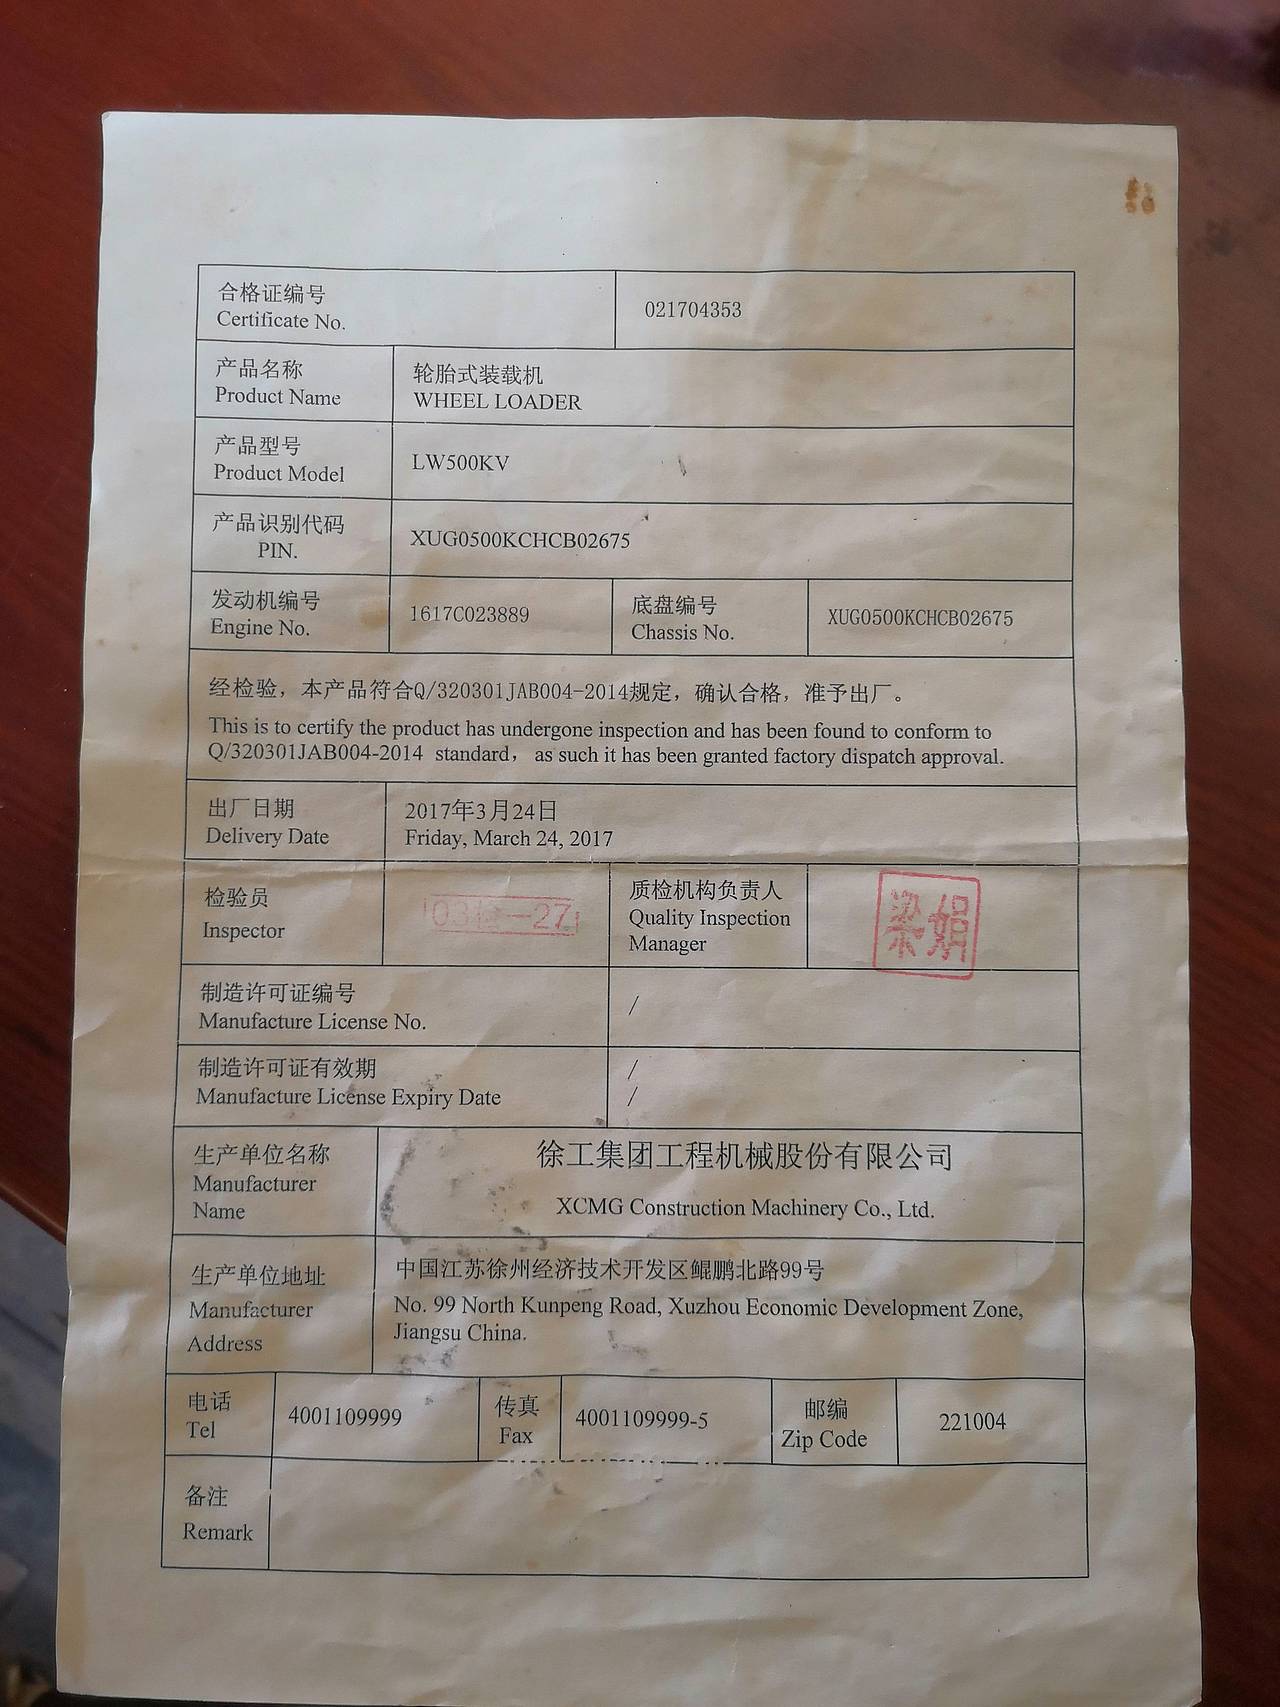 合格证编号
Certificate No.
021704353
产品名称
Product Name
轮胎式装载机
WHEEL LOADER
产品型号
Product Model
LW500KV
产品识别代码
PIN.
XUG0500KCHCB02675
发动机编号
Engine No.
1617C023889
底盘编号
Chassis No.
XUG0500KCHCB02675
经检验，本产品符合Q/320301JAB004-2014规定，确认合格，准予出厂。
This is to certify the product has undergone inspection and has been found to conform to
Q/320301JAB004-2014 standard， as such it has been granted factory dispatch approval.
出厂日期
Delivery Date
2017年3月24日
Friday, March 24, 2017
检验员
Inspector
质检机构负责人
Quality Inspection
Manager
梁娟
制造许可证编号
Manufacture License No.
/
制造许可证有效期
Manufacture License Expiry Date
/
/
生产单位名称
Manufacturer
Name
徐工集团工程机械股份有限公司
XCMG Construction Machinery Co., Ltd.
生产单位地址
Manufacturer
Address
中国江苏徐州经济技术开发区鲲鹏北路99号
No. 99 North Kunpeng Road, Xuzhou Economic Development Zone,
Jiangsu China.
电话
Tel
4001109999
传真
Fax
4001109999-5
邮编
Zip Code
221004
备注
Remark